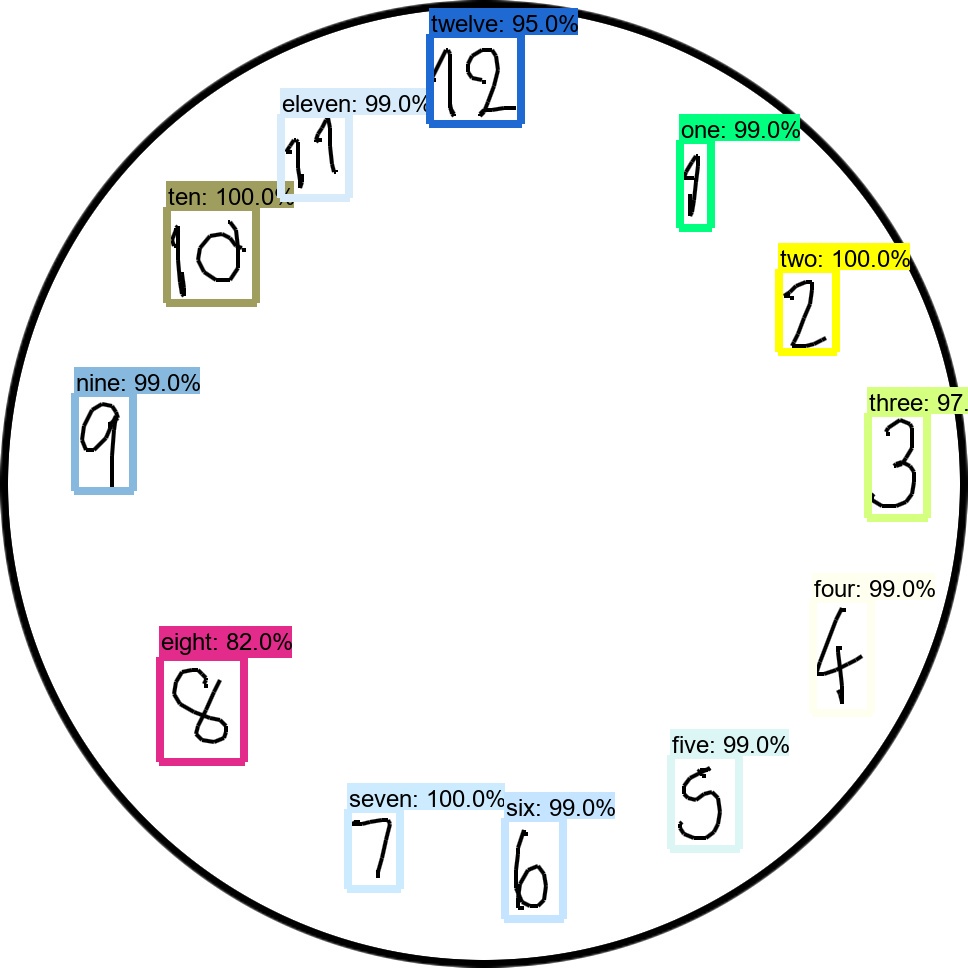 twelve: 95.0%
12
eleven: 99.0%
11
one: 99.0%
1
ten: 100.0%
10
two: 100.0%
2
nine: 99.0%
9
three: 97.
3
four: 99.0%
4
eight: 82.0%
8
five: 99.0%
5
seven: 100.0%
7
six: 99.0%
6